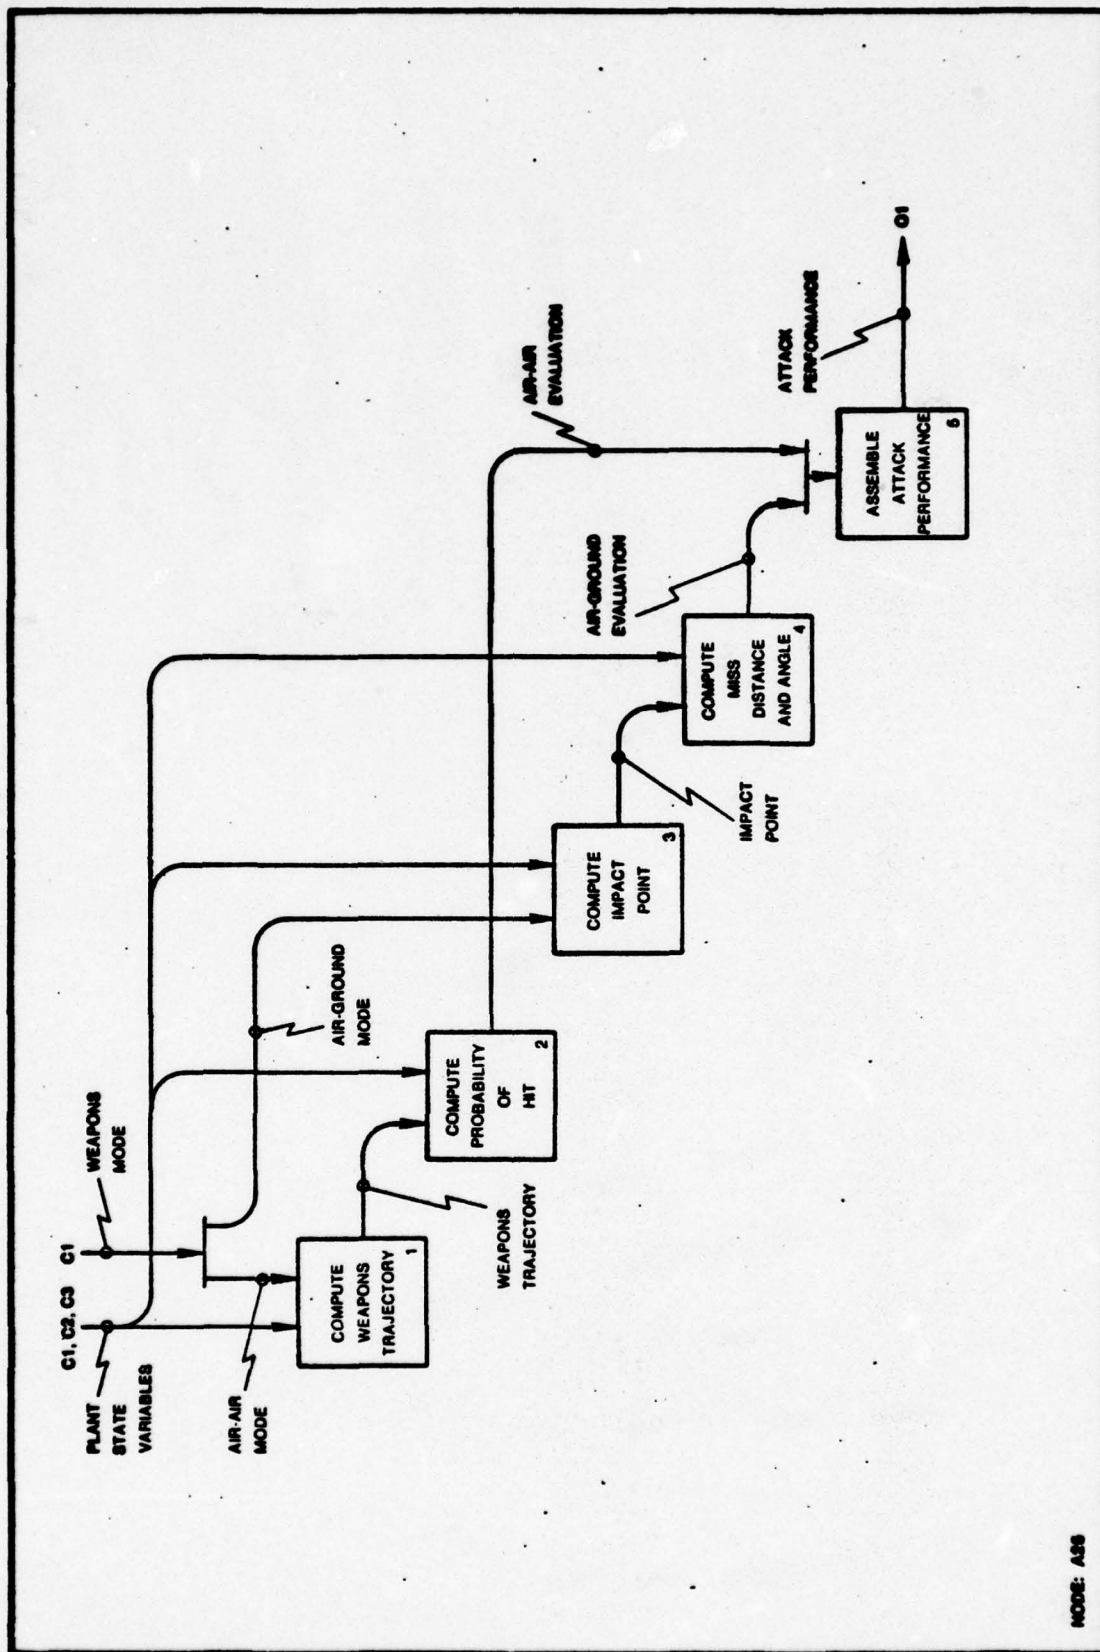 C1, C2, C3
C1
PLANT
STATE
VARIABLES
WEAPONS
MODE
AIR-AIR
MODE
AIR-GROUND
MODE
COMPUTE
WEAPONS
TRAJECTORY
1
WEAPONS
TRAJECTORY
COMPUTE
PROBABILITY
OF
HIT
2
COMPUTE
IMPACT
POINT
3
IMPACT
POINT
COMPUTE
MISS
DISTANCE
AND ANGLE
4
AIR-GROUND
EVALUATION
AIR-AIR
EVALUATION
ASSEMBLE
ATTACK
PERFORMANCE
5
ATTACK
PERFORMANCE
O1
NODE: